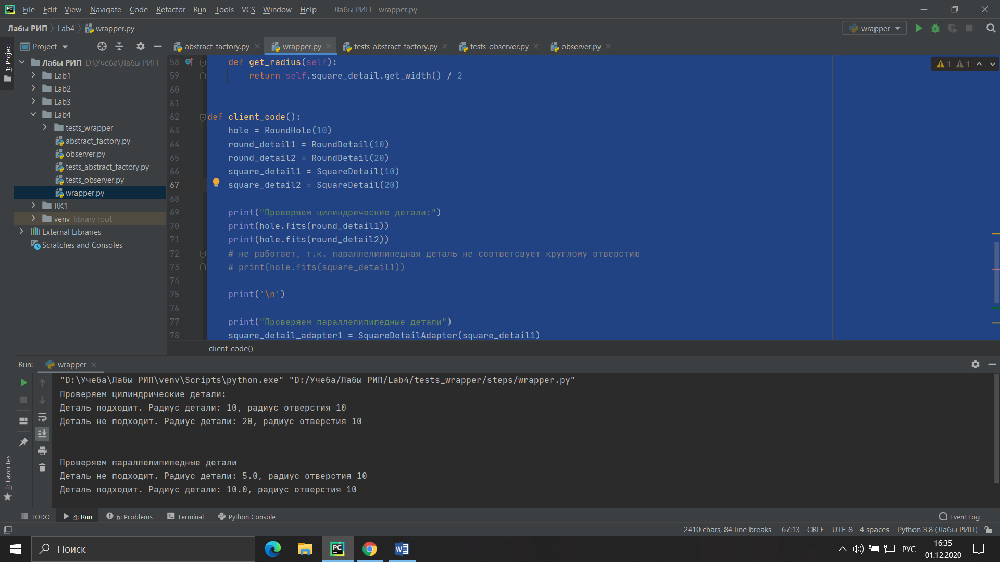 File Edit View Navigate Code Refactor Run Tools VCS Window Help Лабы РИП - wrapper.py
Лабы РИП Lab4 wrapper.py
wrapper
Project
abstract_factory.py wrapper.py tests_abstract_factory.py tests_observer.py observer.py
1: Project
Лабы РИП D:\Учеба\Лабы РИП
Lab1
Lab2
Lab3
Lab4
tests_wrapper
abstract_factory.py
observer.py
tests_abstract_factory.py
tests_observer.py
wrapper.py
RK1
venv library root
External Libraries
Scratches and Consoles
1 1
58 def get_radius(self):
59 return self.square_detail.get_width() / 2
60
61
62 def client_code():
63 hole = RoundHole(10)
64 round_detail1 = RoundDetail(10)
65 round_detail2 = RoundDetail(20)
66 square_detail1 = SquareDetail(10)
67 square_detail2 = SquareDetail(20)
68
69 print("Проверяем цилиндрические детали:")
70 print(hole.fits(round_detail1))
71 print(hole.fits(round_detail2))
72 # не работает, т.к. параллелипипедная деталь не соответсвует круглому отверстию
73 # print(hole.fits(square_detail1))
74
75 print('\n')
76
77 print("Проверяем параллелипипедные детали")
78 square_detail_adapter1 = SquareDetailAdapter(square_detail1)
client_code()
Run: wrapper
"D:\Учеба\Лабы РИП\venv\Scripts\python.exe" "D:/Учеба/Лабы РИП/Lab4/tests_wrapper/steps/wrapper.py"
Проверяем цилиндрические детали:
Деталь подходит. Радиус детали: 10, радиус отверстия 10
Деталь не подходит. Радиус детали: 20, радиус отверстия 10
Проверяем параллелипипедные детали
Деталь не подходит. Радиус детали: 5.0, радиус отверстия 10
Деталь подходит. Радиус детали: 10.0, радиус отверстия 10
2: Favorites
TODO 4: Run 6: Problems Terminal Python Console Event Log
2410 chars, 84 line breaks 67:13 CRLF UTF-8 4 spaces Python 3.8 (Лабы РИП)
Поиск
РУС
16:35
01.12.2020